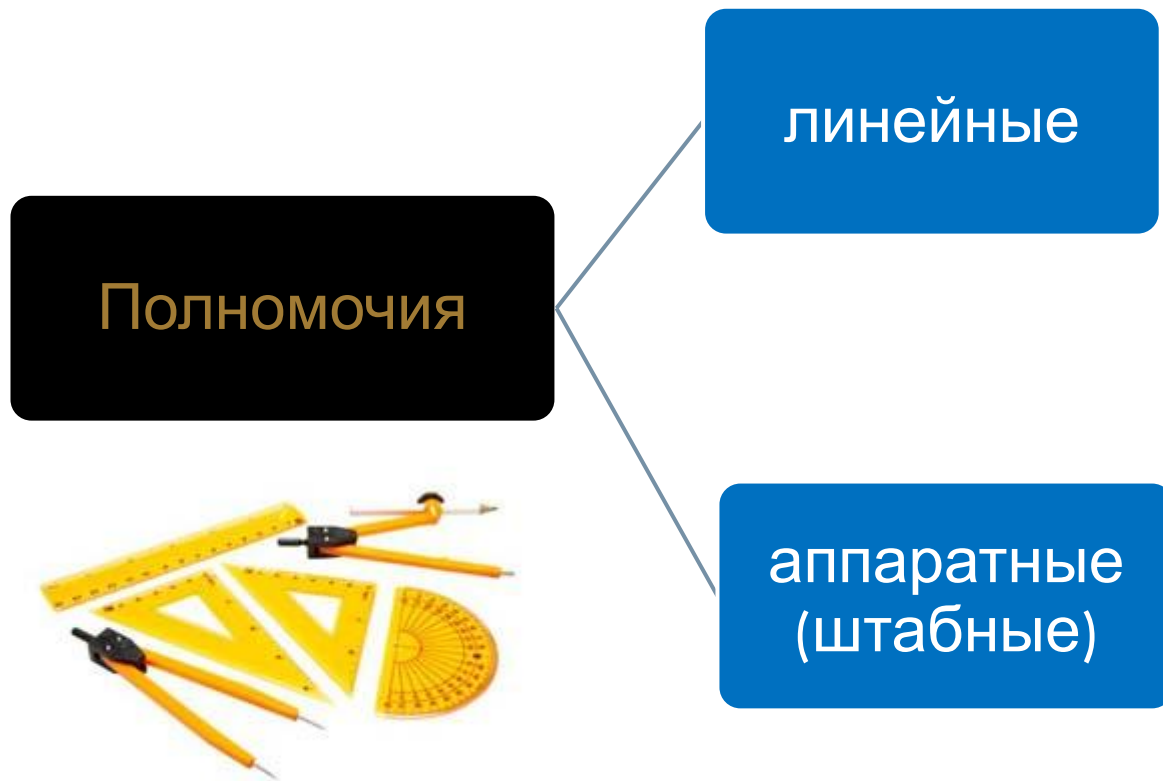 линейные
Полномочия
аппаратные
(штабные)